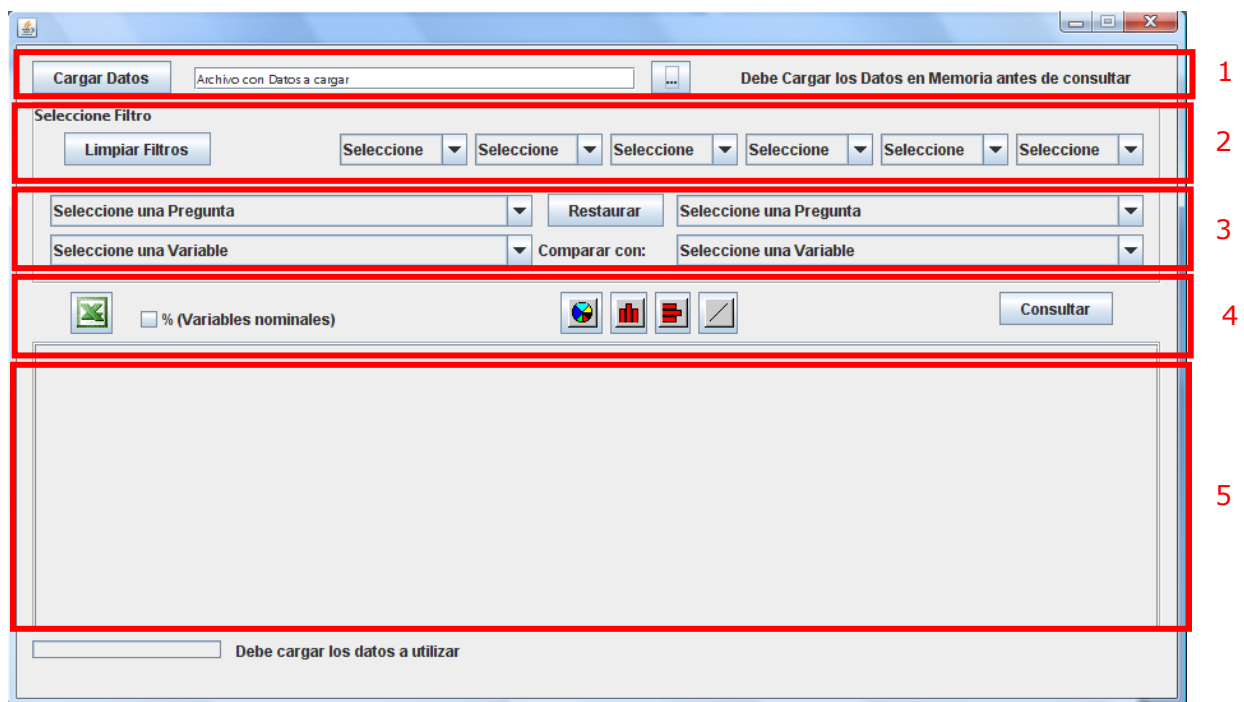 Cargar Datos Archivo con Datos a cargar ... Debe Cargar los Datos en Memoria antes de consultar 1
Seleccione Filtro
Limpiar Filtros Seleccione Seleccione Seleccione Seleccione Seleccione Seleccione 2
Seleccione una Pregunta Restaurar Seleccione una Pregunta
3
Seleccione una Variable Comparar con: Seleccione una Variable
% (Variables nominales) Consultar 4
5
Debe cargar los datos a utilizar